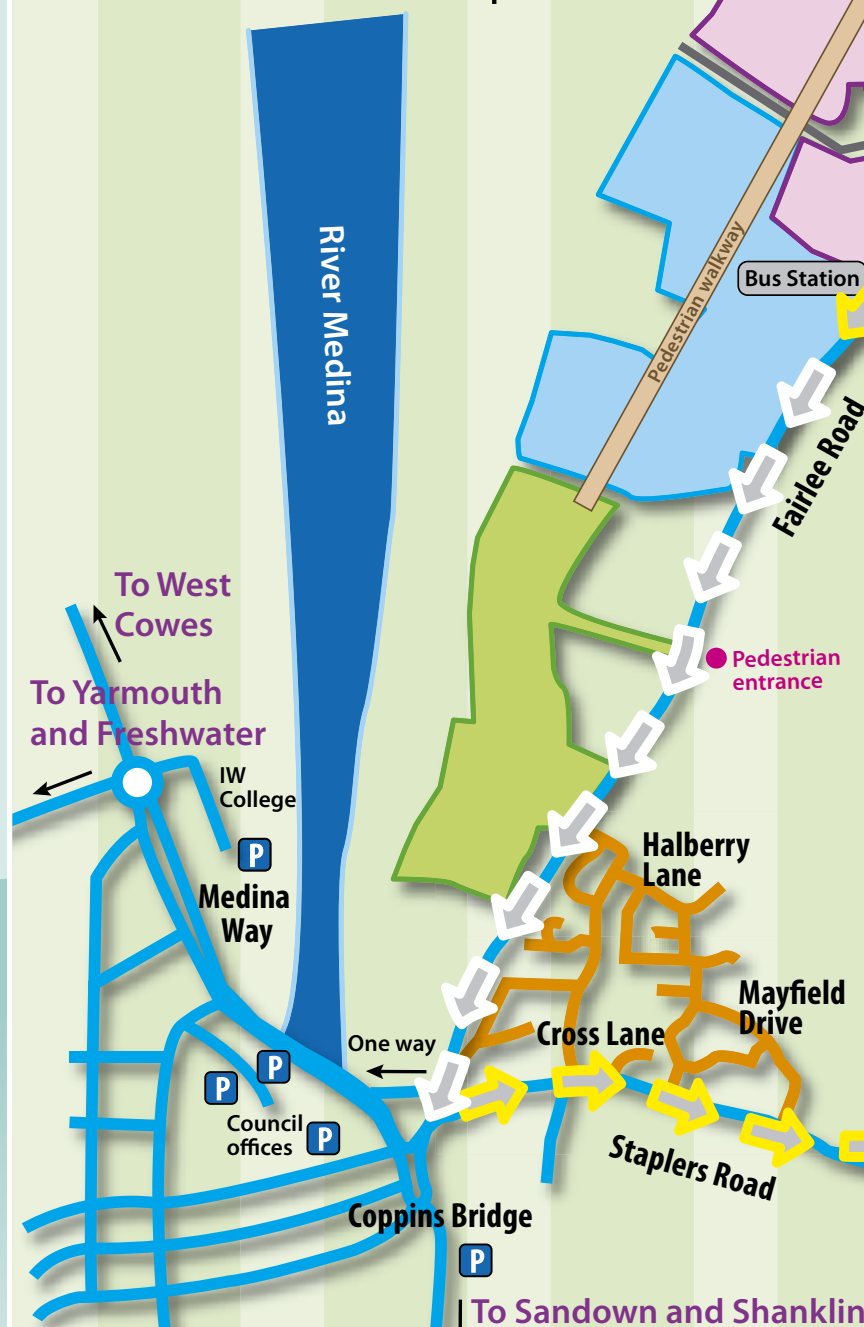 River Medina
Pedestrian walkway
Bus Station
Fairlee Road
To West
Cowes
Pedestrian
entrance
To Yarmouth
and Freshwater
IW
College
P
Halberry
Lane
Medina
Way
Mayfield
Drive
Cross Lane
One way
P
P
Council
offices
P
Staplers Road
Coppins Bridge
P
To Sandown and Shanklin